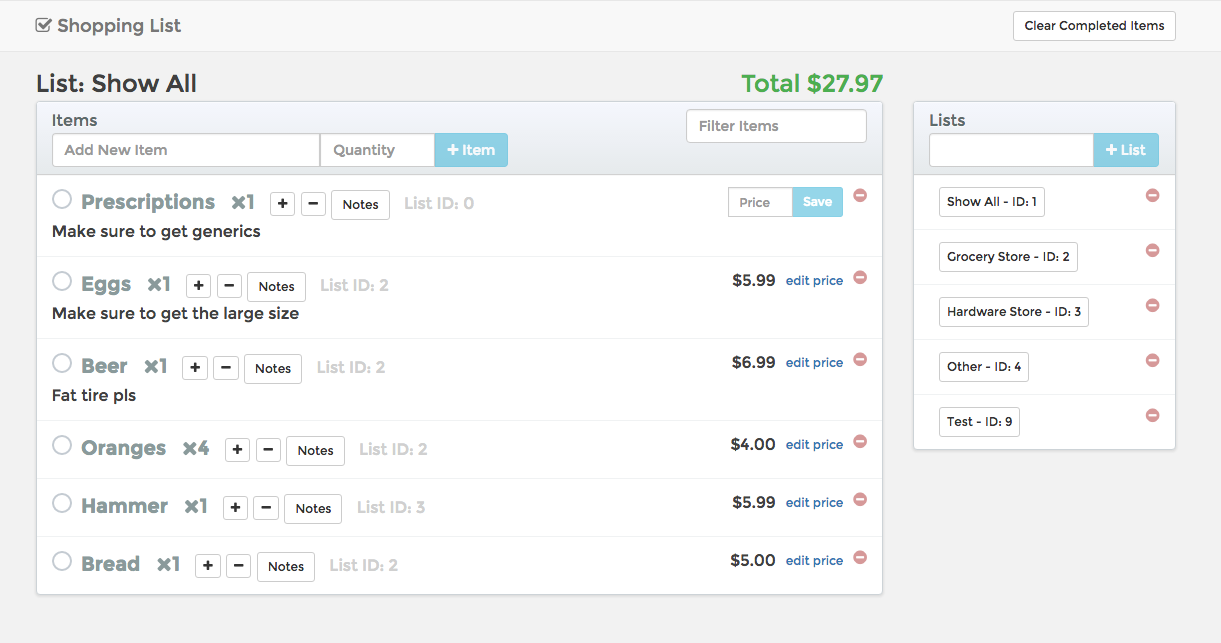 Shopping List
Clear Completed Items
List: Show All
Total $27.97
Items
Filter Items
Add New Item
Quantity
+ Item
Prescriptions ×1 + − Notes List ID: 0
Price Save
Make sure to get generics
Eggs ×1 + − Notes List ID: 2
$5.99 edit price
Make sure to get the large size
Beer ×1 + − Notes List ID: 2
$6.99 edit price
Fat tire pls
Oranges ×4 + − Notes List ID: 2
$4.00 edit price
Hammer ×1 + − Notes List ID: 3
$5.99 edit price
Bread ×1 + − Notes List ID: 2
$5.00 edit price
Lists
+ List
Show All - ID: 1
Grocery Store - ID: 2
Hardware Store - ID: 3
Other - ID: 4
Test - ID: 9